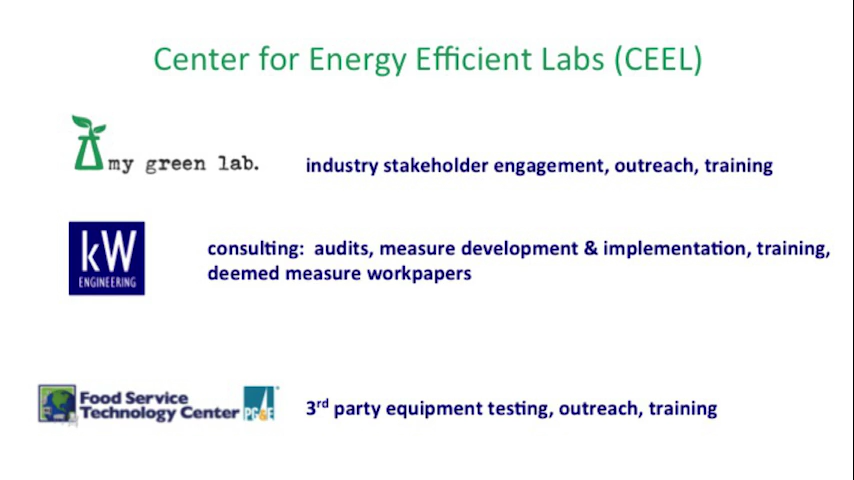 Center for Energy Efficient Labs (CEEL)
my green lab.
industry stakeholder engagement, outreach, training
kW
ENGINEERING
consulting:  audits, measure development & implementation, training,
deemed measure workpapers
Food Service
Technology Center
PG&E
3rd party equipment testing, outreach, training